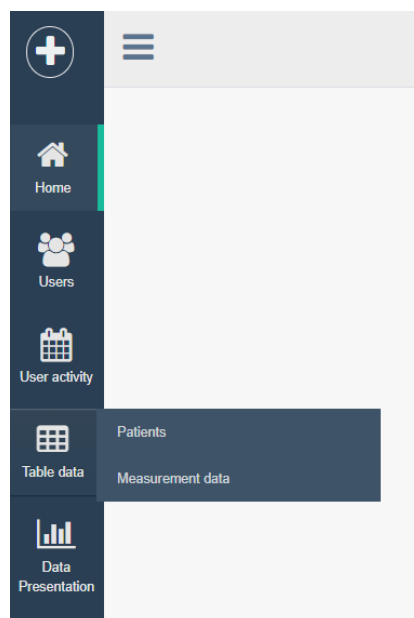 Home
Users
User activity
Table data
Patients
Measurement data
Data
Presentation